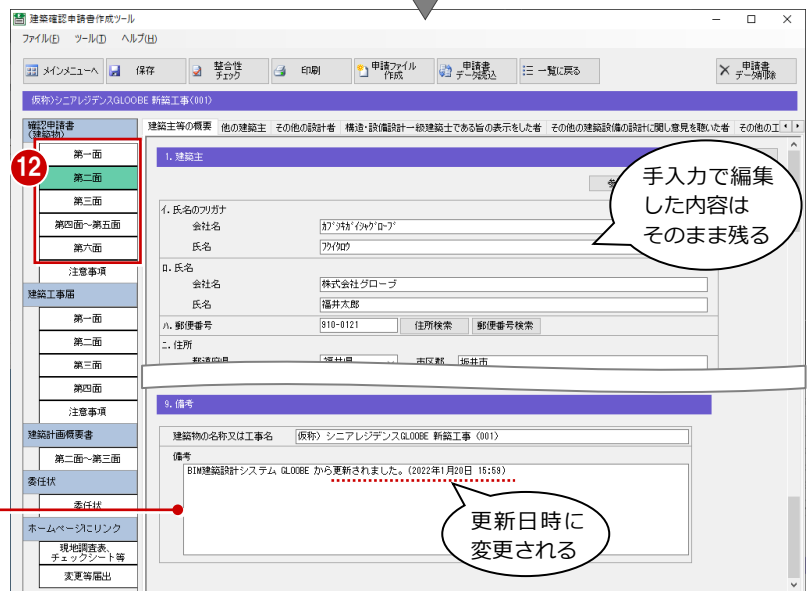 建築確認申請書作成ツール
ファイル(F) ツール(T) ヘルプ(H)
メインメニューへ 保存 整合性チェック 印刷 申請ファイル作成 申請書データ読込 一覧に戻る 申請書データ削除
仮称)シニアレジデンスGLOOBE 新築工事(001)
確認申請書
(建築物)
第一面
第二面
第三面
第四面～第五面
第六面
注意事項
建築工事届
第一面
第二面
第三面
第四面
注意事項
建築計画概要書
第二面～第三面
委任状
委任状
ホームページにリンク
現地調査表、
チェックシート等
変更等届出
12
建築主等の概要 他の建築主 その他の設計者 構造・設備設計一級建築士である旨の表示をした者 その他の建築設備の設計に関し意見を聴いた者 その他の工
1. 建築主
イ. 氏名のフリガナ
会社名 ｶﾌﾞｼｷｶﾞｲｼｬｸﾞﾛｰﾌﾞ
氏名 ﾌｸｲﾀﾛｳ
ロ. 氏名
会社名 株式会社グローブ
氏名 福井太郎
ハ. 郵便番号 910-0121 住所検索 郵便番号検索
ニ. 住所
都道府県 福井県 市区郡 坂井市
手入力で編集
した内容は
そのまま残る
9. 備考
建築物の名称又は工事名 仮称) シニアレジデンスGLOOBE 新築工事 (001)
備考
BIM建築設計システム GLOOBE から更新されました。(2022年1月20日 15:59)
更新日時に
変更される